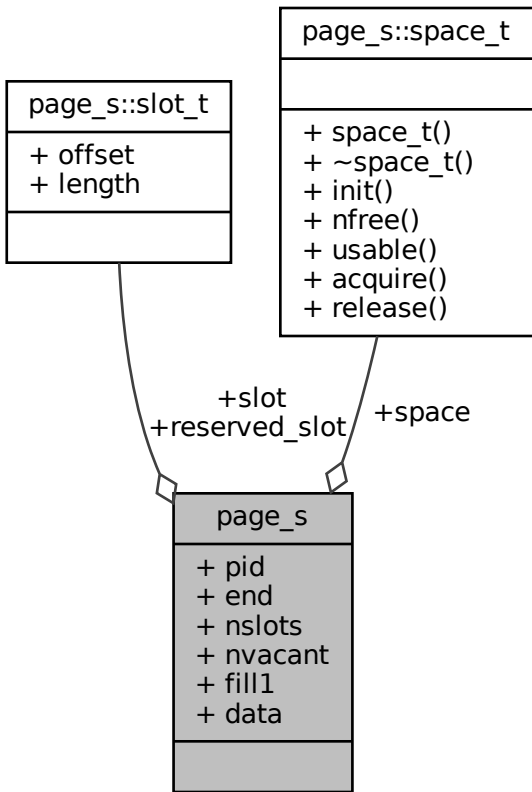 page_s::space_t
+ space_t()
+ ~space_t()
+ init()
+ nfree()
+ usable()
+ acquire()
+ release()
page_s::slot_t
+ offset
+ length
+slot
+reserved_slot
+space
page_s
+ pid
+ end
+ nslots
+ nvacant
+ fill1
+ data